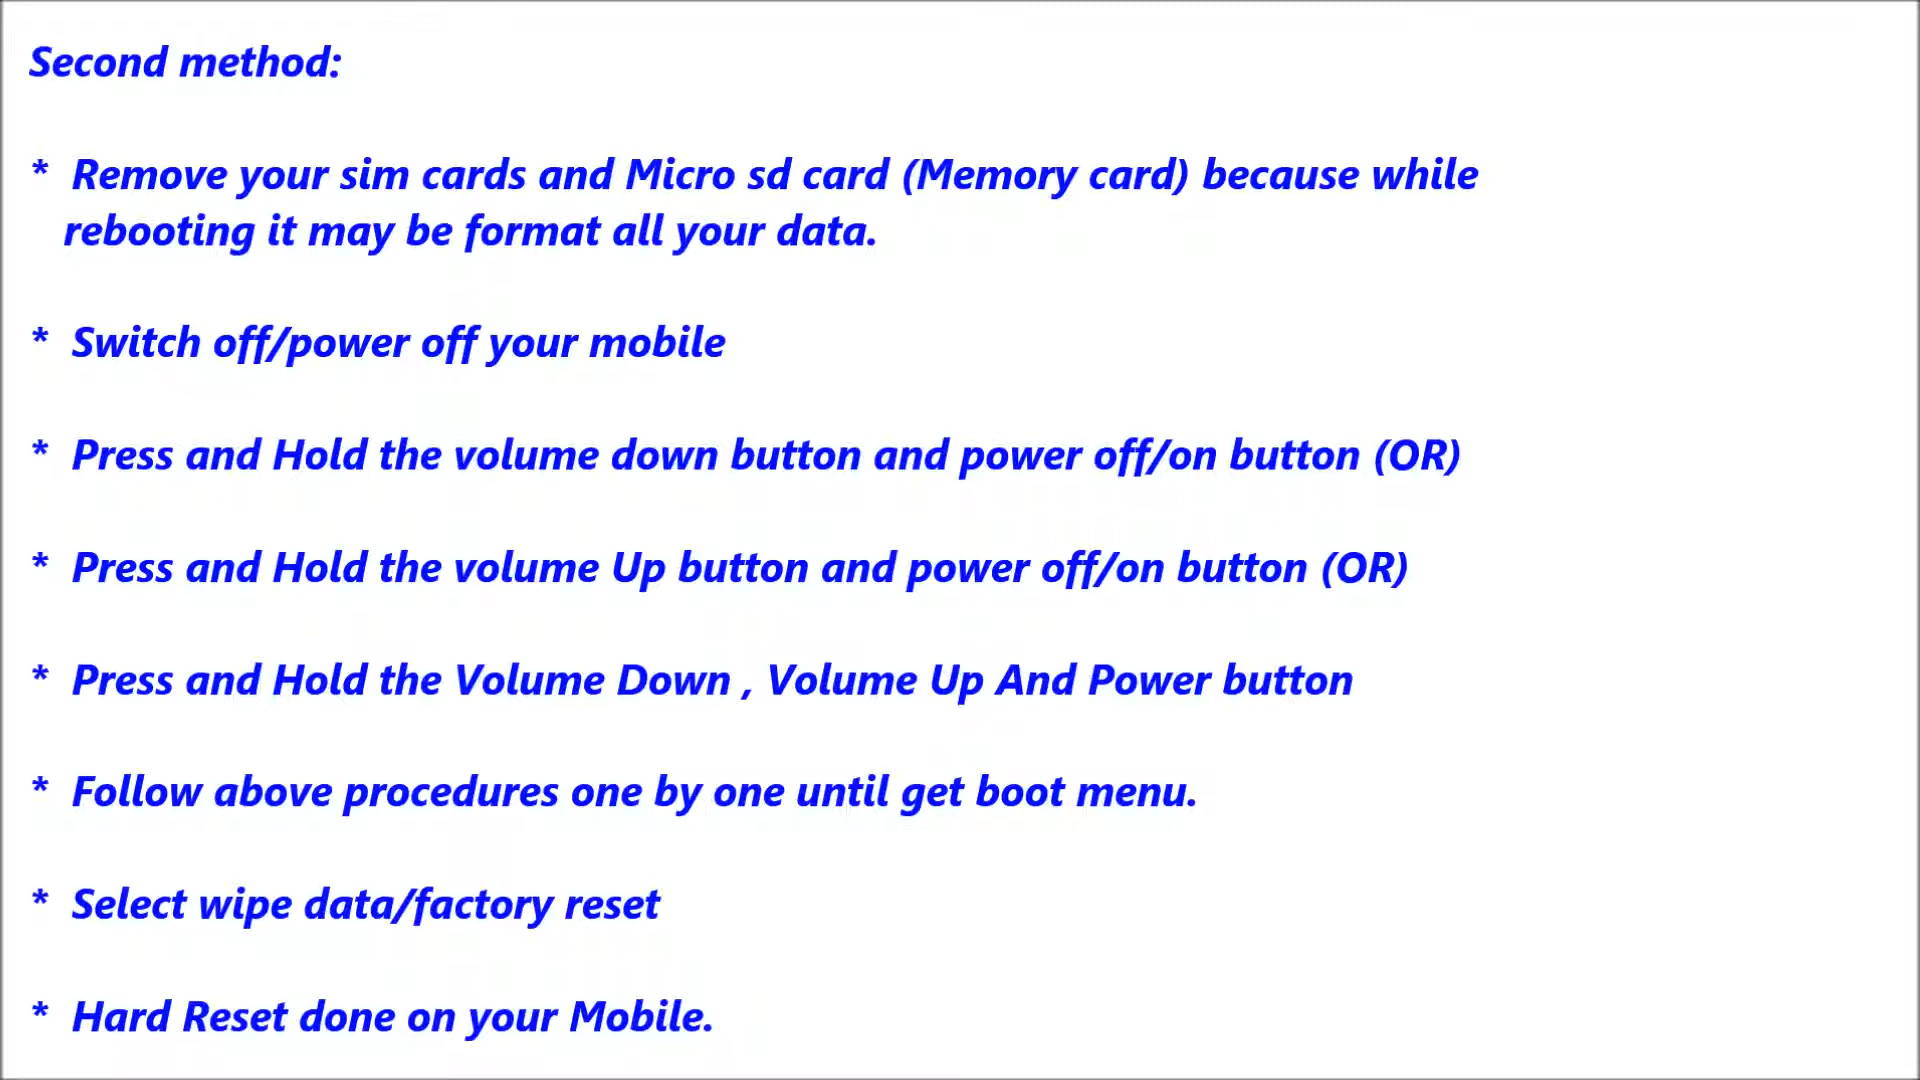 Second method:
* Remove your sim cards and Micro sd card (Memory card) because while
rebooting it may be format all your data.
* Switch off/power off your mobile
* Press and Hold the volume down button and power off/on button (OR)
* Press and Hold the volume Up button and power off/on button (OR)
* Press and Hold the Volume Down , Volume Up And Power button
* Follow above procedures one by one until get boot menu.
* Select wipe data/factory reset
* Hard Reset done on your Mobile.